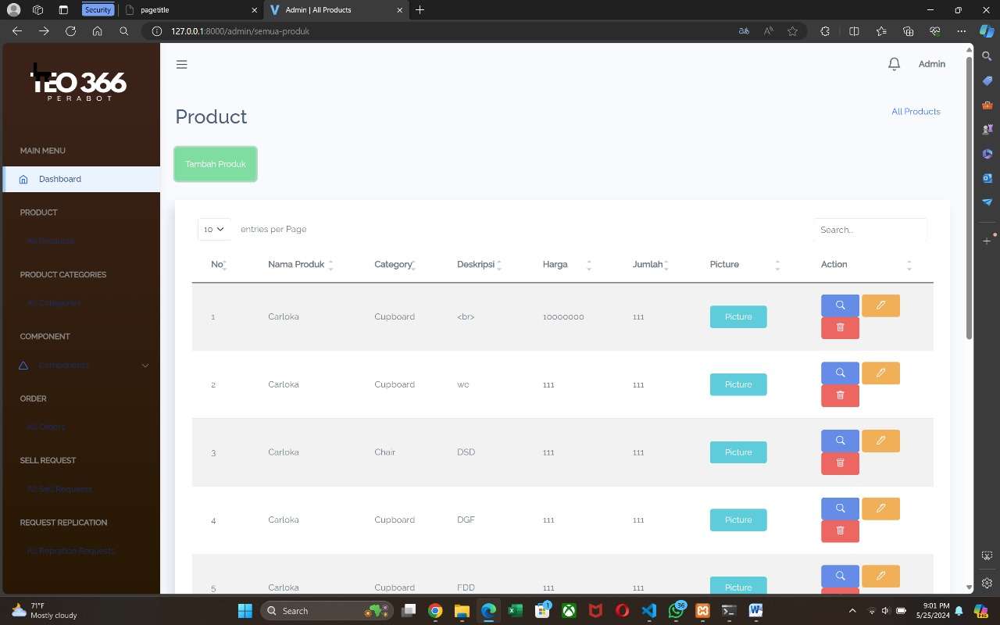 Security
pagetitle
Admin | All Products
127.0.0.1:8000/admin/semua-produk
TEO 366
PERABOT
Admin
Product
All Products
MAIN MENU
Tambah Produk
Dashboard
PRODUCT
All Products
10 entries per Page
Search...
No Nama Produk Category Deskripsi Harga Jumlah Picture Action
PRODUCT CATEGORIES
All Categories
1 Carloka Cupboard <br> 10000000 111 Picture
COMPONENT
Components
2 Carloka Cupboard we 111 111 Picture
ORDER
All Orders
3 Carloka Chair DSD 111 111 Picture
SELL REQUEST
All Sell Requests
4 Carloka Cupboard DGF 111 111 Picture
REQUEST REPLICATION
All Repration Requests
5 Carloka Cupboard FDD 111 111 Picture
71°F
Mostly cloudy
Search
1
36
9:01 PM
5/25/2024